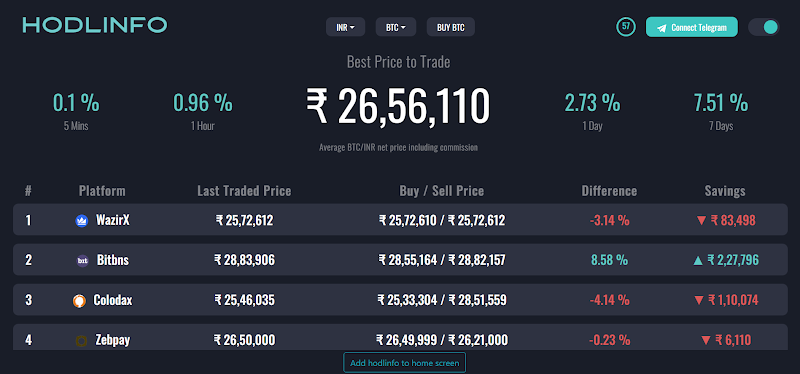 HODLINFO INR BTC BUY BTC 57 Connect Telegram
Best Price to Trade
0.1 % 0.96 % ₹ 26,56,110 2.73 % 7.51 %
5 Mins 1 Hour 1 Day 7 Days
Average BTC/INR net price including commission
# Platform Last Traded Price Buy / Sell Price Difference Savings
1 WazirX ₹ 25,72,612 ₹ 25,72,610 / ₹ 25,72,612 -3.14 % ▼ ₹ 83,498
2 bxt Bitbns ₹ 28,83,906 ₹ 28,55,164 / ₹ 28,82,157 8.58 % ▲ ₹ 2,27,796
3 Colodax ₹ 25,46,035 ₹ 25,33,304 / ₹ 28,51,559 -4.14 % ▼ ₹ 1,10,074
4 Zebpay ₹ 26,50,000 ₹ 26,49,999 / ₹ 26,21,000 -0.23 % ▼ ₹ 6,110
Add hodlinfo to home screen